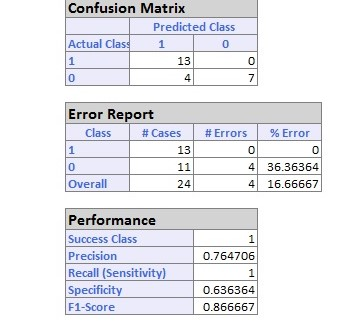 Confusion Matrix
Predicted Class
Actual Class 1 0
1 13 0
0 4 7
Error Report
Class # Cases # Errors % Error
1 13 0 0
0 11 4 36.36364
Overall 24 4 16.66667
Performance
Success Class 1
Precision 0.764706
Recall (Sensitivity) 1
Specificity 0.636364
F1-Score 0.866667